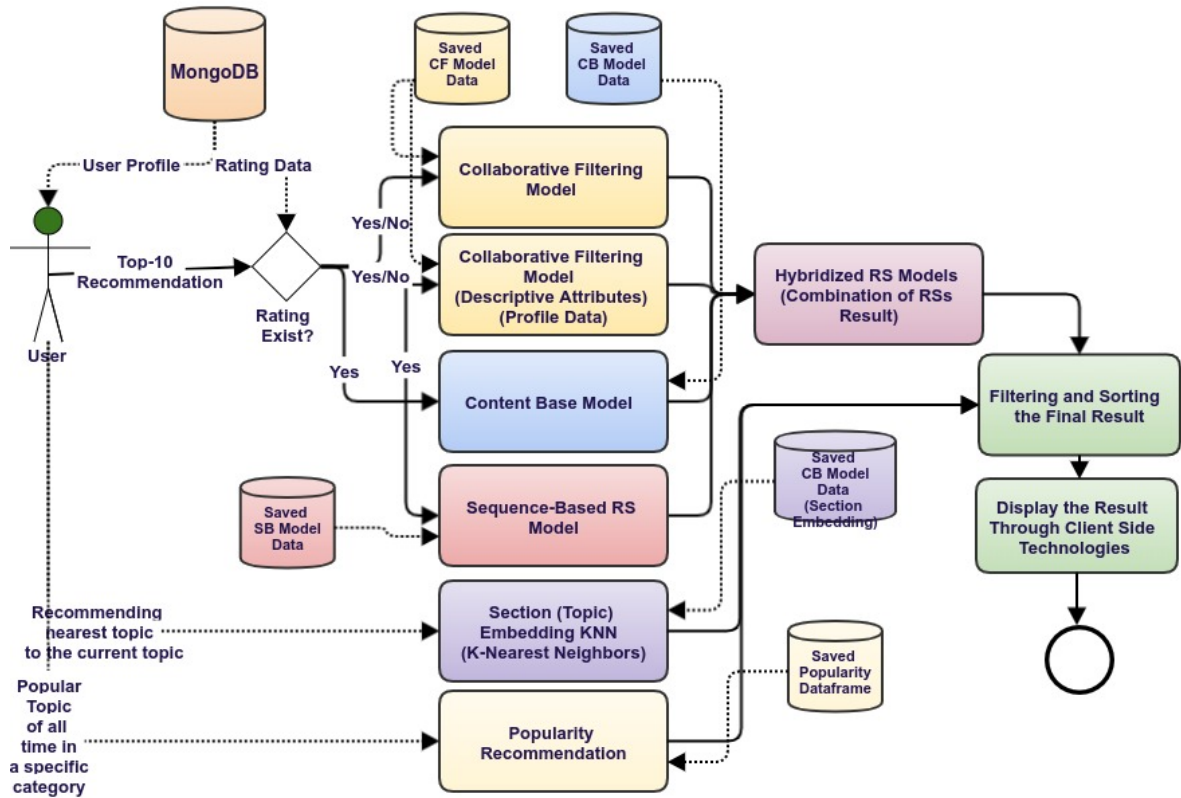 MongoDB
Saved
CF Model
Data
Saved
CB Model
Data
User Profile
Rating Data
Collaborative Filtering
Model
Yes/No
Top-10
Recommendation
Yes/No
Collaborative Filtering
Model
(Descriptive Attributes)
(Profile Data)
Hybridized RS Models
(Combination of RSs
Result)
Rating
Exist?
User
Yes
Yes
Content Base Model
Filtering and Sorting
the Final Result
Saved
CB Model
Data
(Section
Embedding)
Saved
SB Model
Data
Sequence-Based RS
Model
Display the Result
Through Client Side
Technologies
Recommending
nearest topic
to the current topic
Section (Topic)
Embedding KNN
(K-Nearest Neighbors)
Saved
Popularity
Dataframe
Popular
Topic
of all
time in
a specific
category
Popularity
Recommendation